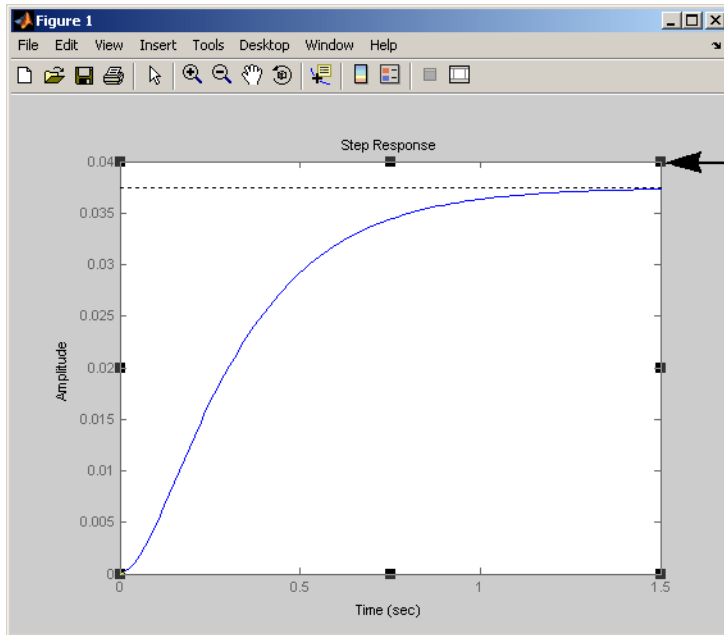 Figure 1
File Edit View Insert Tools Desktop Window Help
Step Response
0.04
0.035
0.03
0.025
0.02
0.015
0.01
0.005
0
Amplitude
0 0.5 1 1.5
Time (sec)